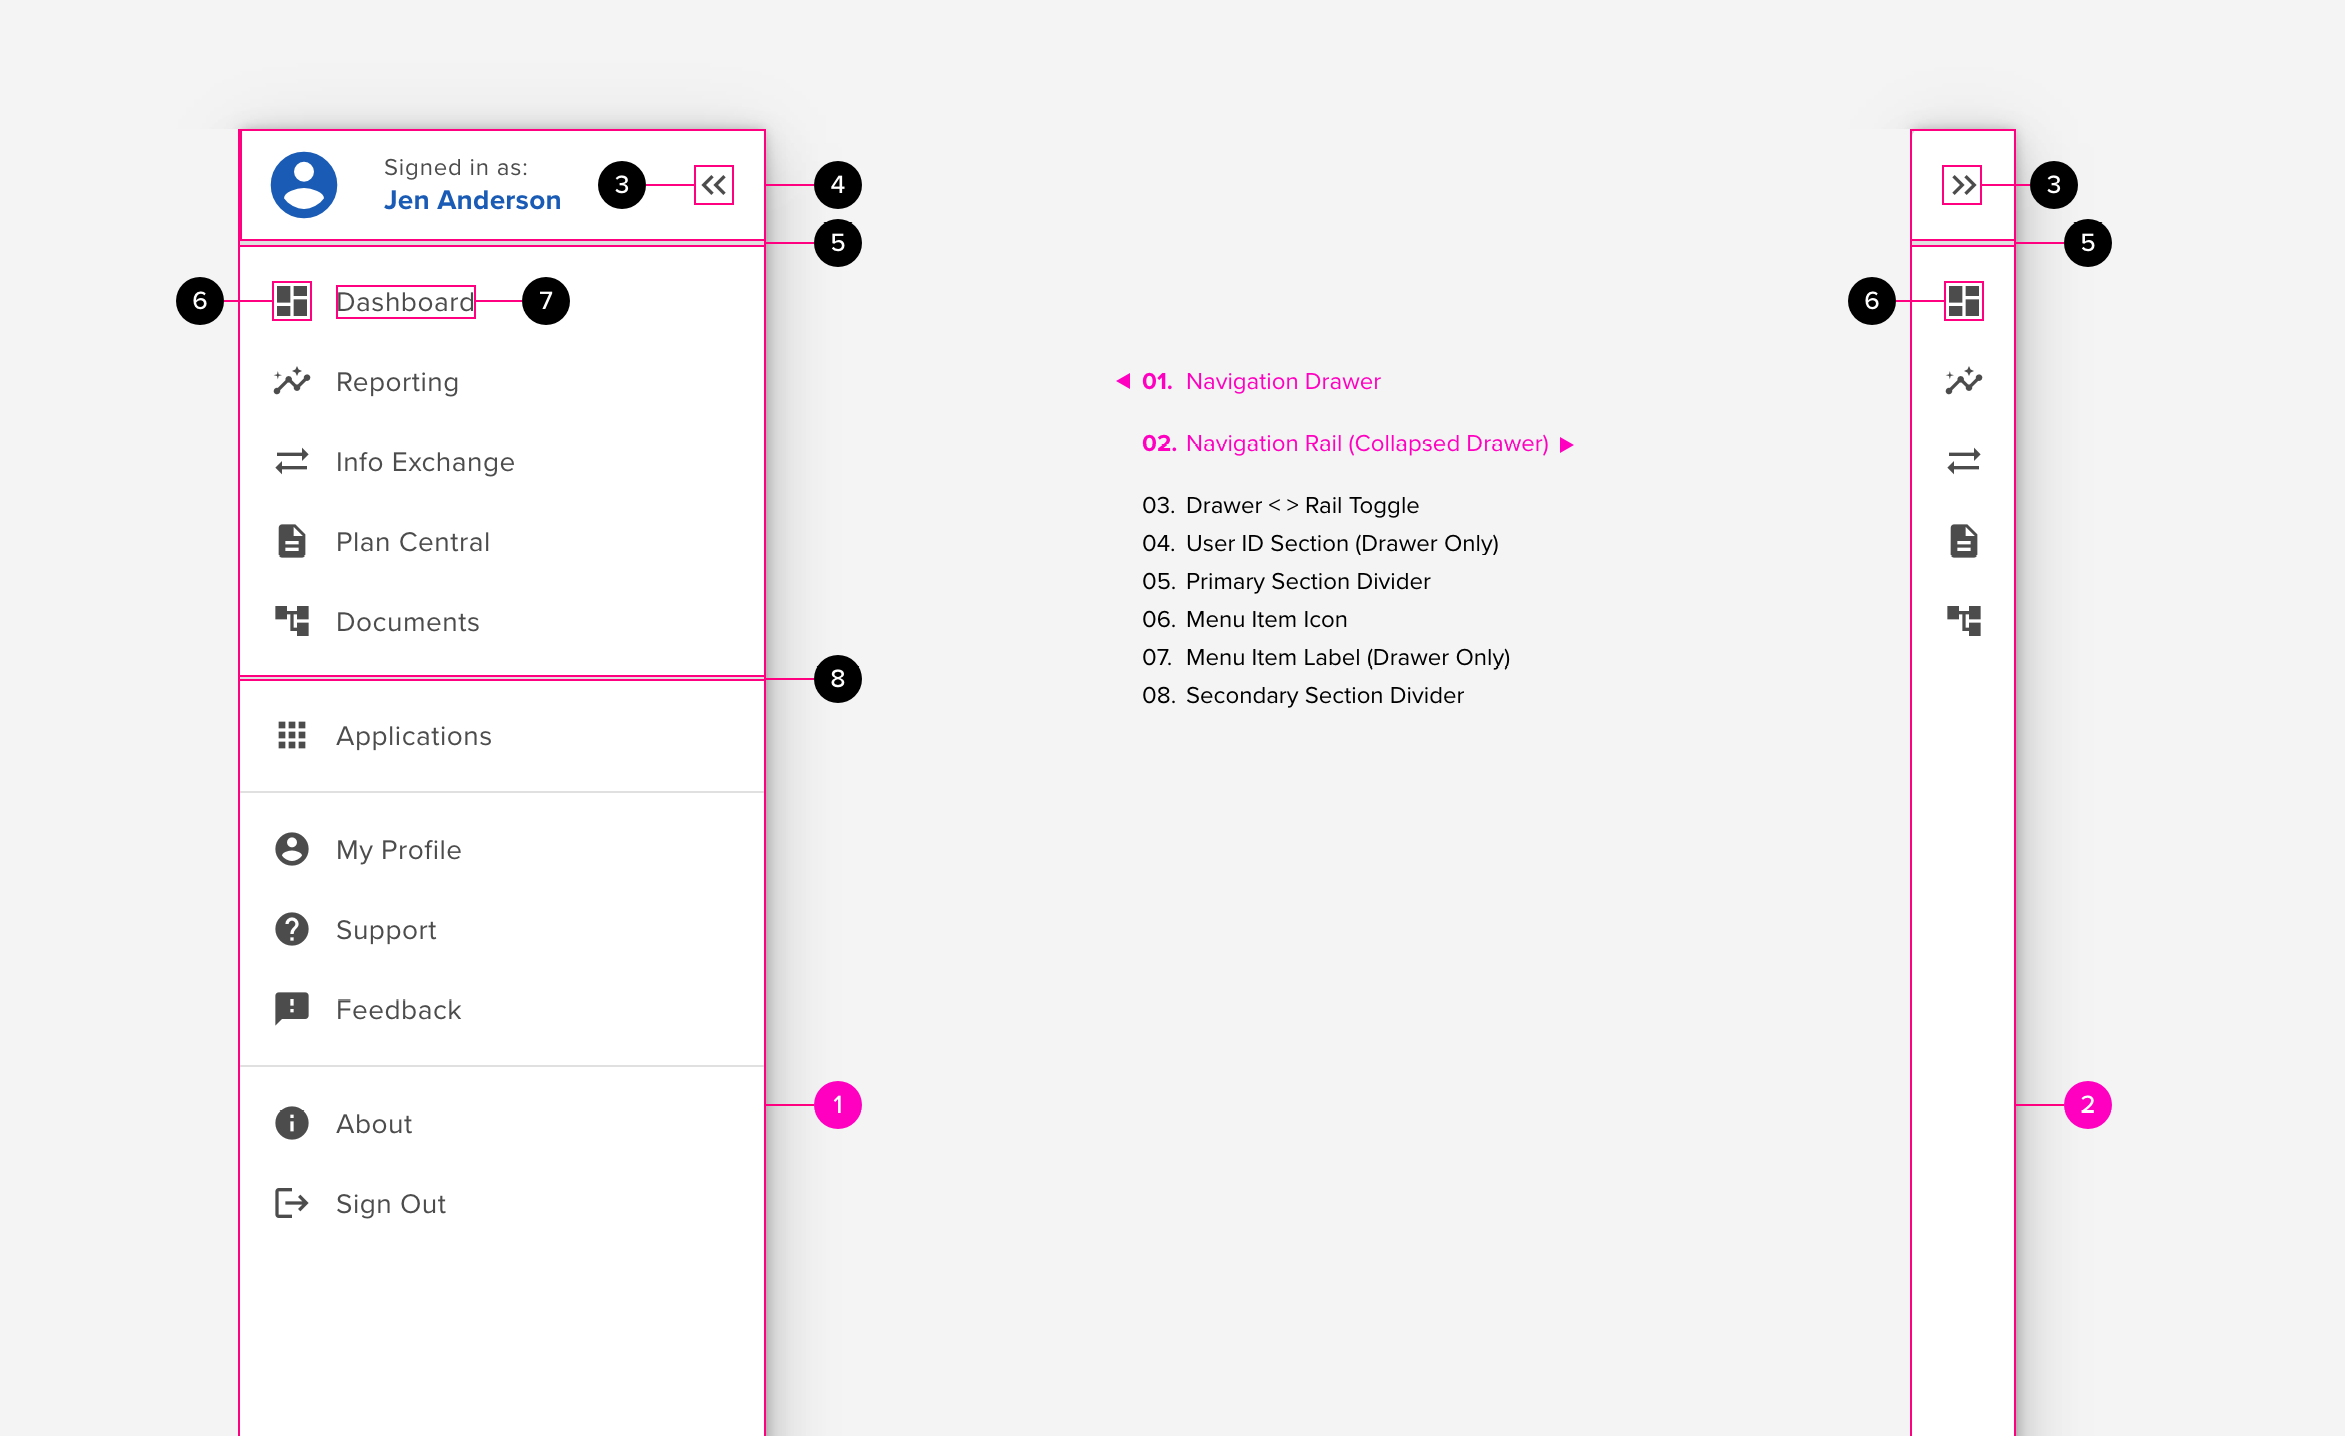 Signed in as:
Jen Anderson
3
4
5
6
Dashboard
7
Reporting
Info Exchange
Plan Central
Documents
8
Applications
My Profile
Support
Feedback
1
About
Sign Out
01. Navigation Drawer
02. Navigation Rail (Collapsed Drawer)
03. Drawer < > Rail Toggle
04. User ID Section (Drawer Only)
05. Primary Section Divider
06. Menu Item Icon
07. Menu Item Label (Drawer Only)
08. Secondary Section Divider
3
5
6
2